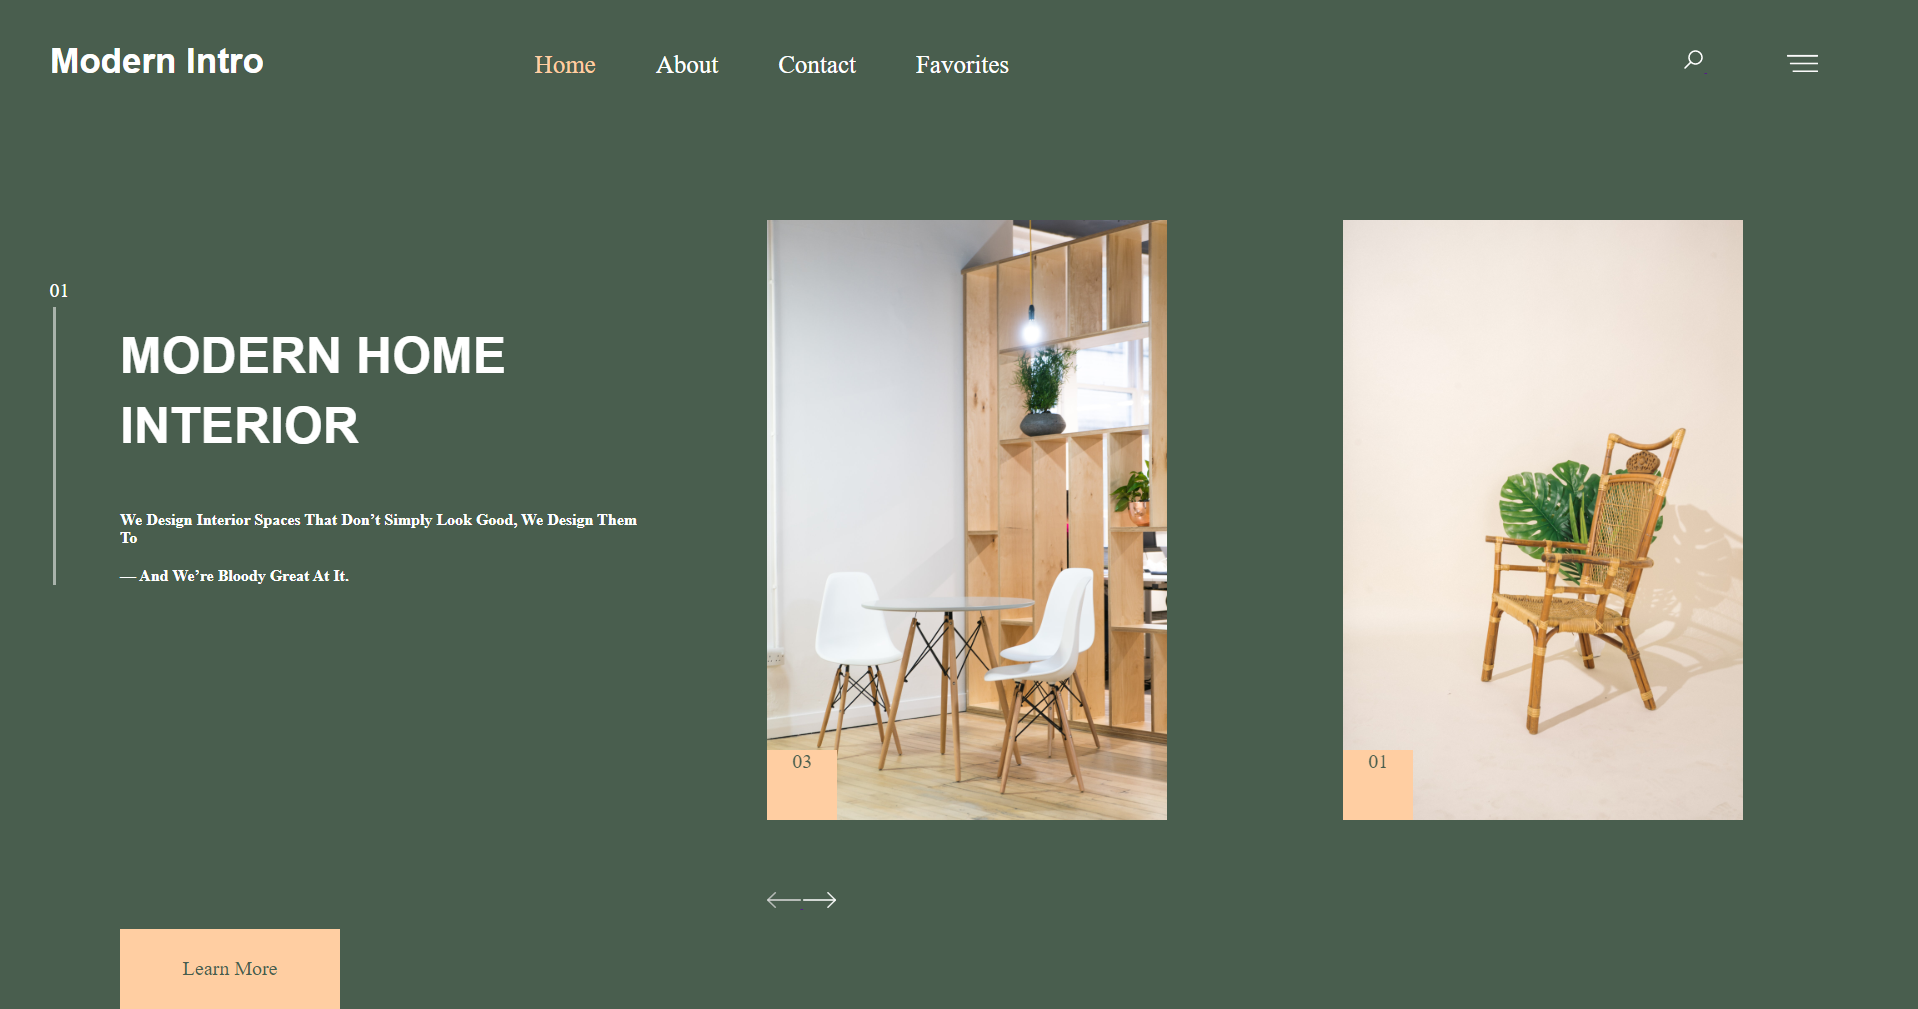 Modern Intro
Home
About
Contact
Favorites
01
MODERN HOME
INTERIOR
We Design Interior Spaces That Don’t Simply Look Good, We Design Them
To
— And We’re Bloody Great At It.
03
01
Learn More